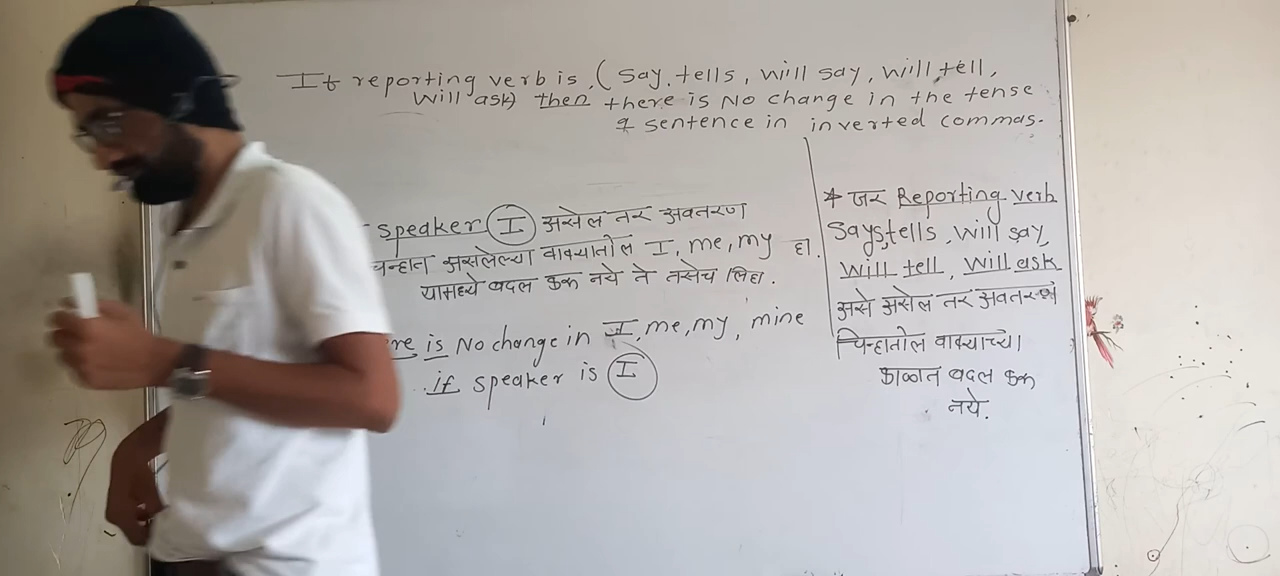 If reporting verb is, (Say. tells, will say, will tell,
Will ask) then there is No change in the tense
& sentence in inverted commas.
speaker I असेल तर अवतरण
चिन्हात असलेल्या वाक्यातील I, me, my हा.
यामध्ये बदल करू नये ते तसेच लिहा.
is No change in I, me, my, mine
if speaker is I
* जर Reporting verb
Says, tells, will say,
Will tell, Will ask
असे असेल तर अवतरण
चिन्हातील वाक्याच्या
काळात बदल करू
नये.